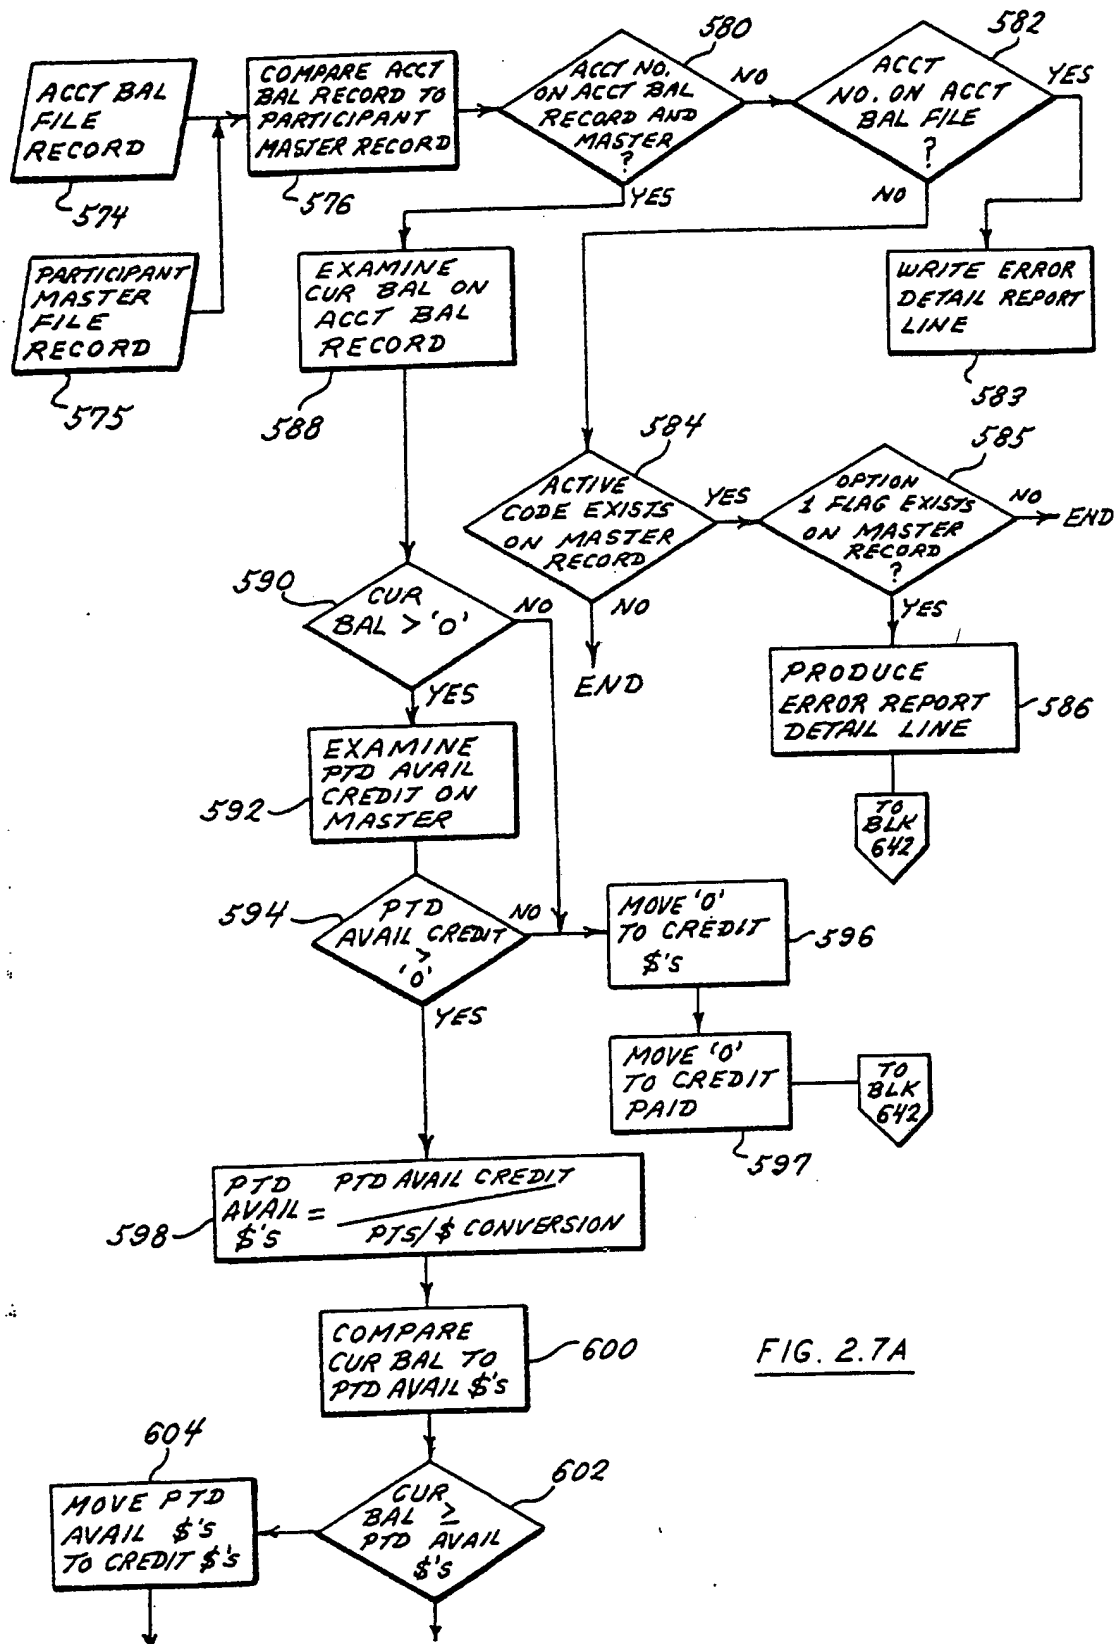 580
582
ACCT BAL
FILE
RECORD
574
COMPARE ACCT
BAL RECORD TO
PARTICIPANT
MASTER RECORD
576
ACCT NO.
ON ACCT BAL
RECORD AND
MASTER
?
NO
YES
ACCT
NO. ON ACCT
BAL FILE
?
YES
NO
PARTICIPANT
MASTER
FILE
RECORD
575
EXAMINE
CUR BAL ON
ACCT BAL
RECORD
588
WRITE ERROR
DETAIL REPORT
LINE
583
584
ACTIVE
CODE EXISTS
ON MASTER
RECORD
YES
NO
END
585
OPTION
1 FLAG EXISTS
ON MASTER
RECORD
?
NO
END
YES
590
CUR
BAL > '0'
NO
YES
PRODUCE
ERROR REPORT
DETAIL LINE
586
TO
BLK
642
EXAMINE
PTD AVAIL
CREDIT ON
MASTER
592
594
PTD
AVAIL CREDIT
>
'0'
NO
YES
MOVE '0'
TO CREDIT
$'s
596
MOVE '0'
TO CREDIT
PAID
597
TO
BLK
642
PTD
AVAIL
$'s
=
PTD AVAIL CREDIT
PTS/$ CONVERSION
598
COMPARE
CUR BAL TO
PTD AVAIL $'s
600
FIG. 2.7A
604
MOVE PTD
AVAIL $'s
TO CREDIT $'s
602
CUR
BAL ≥
PTD AVAIL
$'s